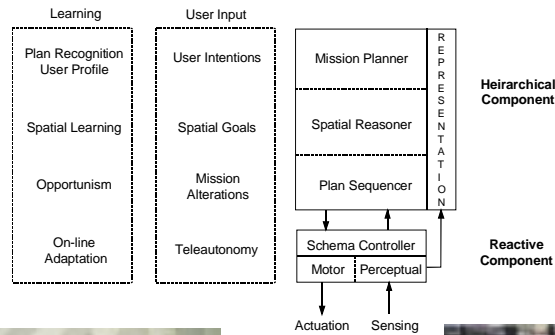 Learning
User Input
Plan Recognition
User Profile
User Intentions
Mission Planner
REPRESENTATION
Heirarchical
Component
Spatial Learning
Spatial Goals
Spatial Reasoner
Opportunism
Mission
Alterations
Plan Sequencer
On-line
Adaptation
Teleautonomy
Schema Controller
Reactive
Component
Motor
Perceptual
Actuation
Sensing